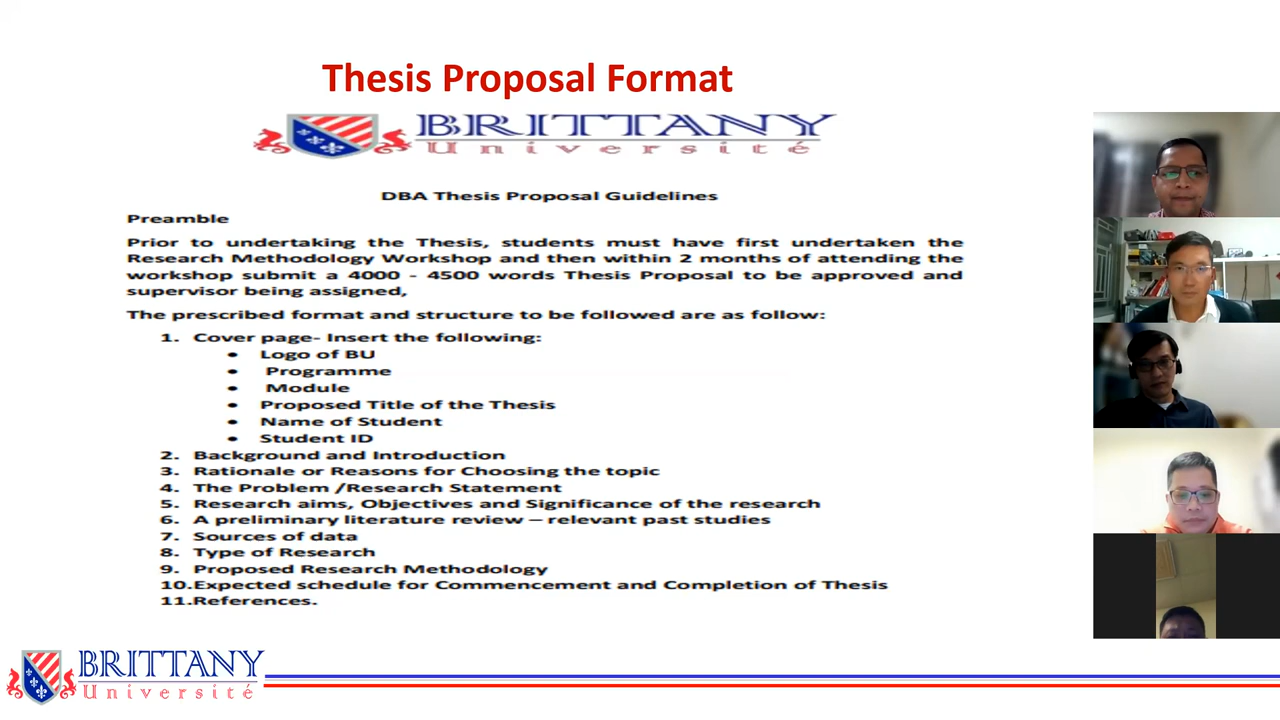 Thesis Proposal Format
BRITTANY
Université
DBA Thesis Proposal Guidelines
Preamble
Prior to undertaking the Thesis, students must have first undertaken the
Research Methodology Workshop and then within 2 months of attending the
workshop submit a 4000 - 4500 words Thesis Proposal to be approved and
supervisor being assigned,
The prescribed format and structure to be followed are as follow:
1. Cover page- Insert the following:
• Logo of BU
• Programme
• Module
• Proposed Title of the Thesis
• Name of Student
• Student ID
2. Background and Introduction
3. Rationale or Reasons for Choosing the topic
4. The Problem /Research Statement
5. Research aims, Objectives and Significance of the research
6. A preliminary literature review – relevant past studies
7. Sources of data
8. Type of Research
9. Proposed Research Methodology
10.Expected schedule for Commencement and Completion of Thesis
11.References.
BRITTANY
Université